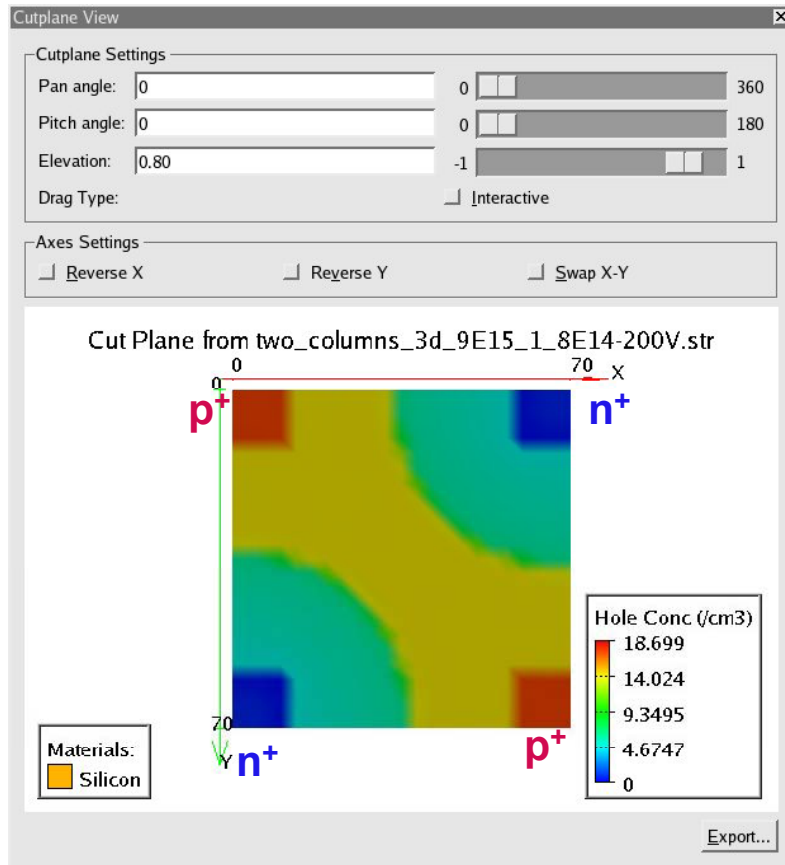 Cutplane View
Cutplane Settings
Pan angle: 0 0 360
Pitch angle: 0 0 180
Elevation: 0.80 -1 1
Drag Type: Interactive
Axes Settings
Reverse X Reverse Y Swap X-Y
Cut Plane from two_columns_3d_9E15_1_8E14-200V.str
0 70 X
0
p+ n+
Hole Conc (/cm3)
18.699
14.024
9.3495
4.6747
0
70
Y n+ p+
Materials:
Silicon
Export...